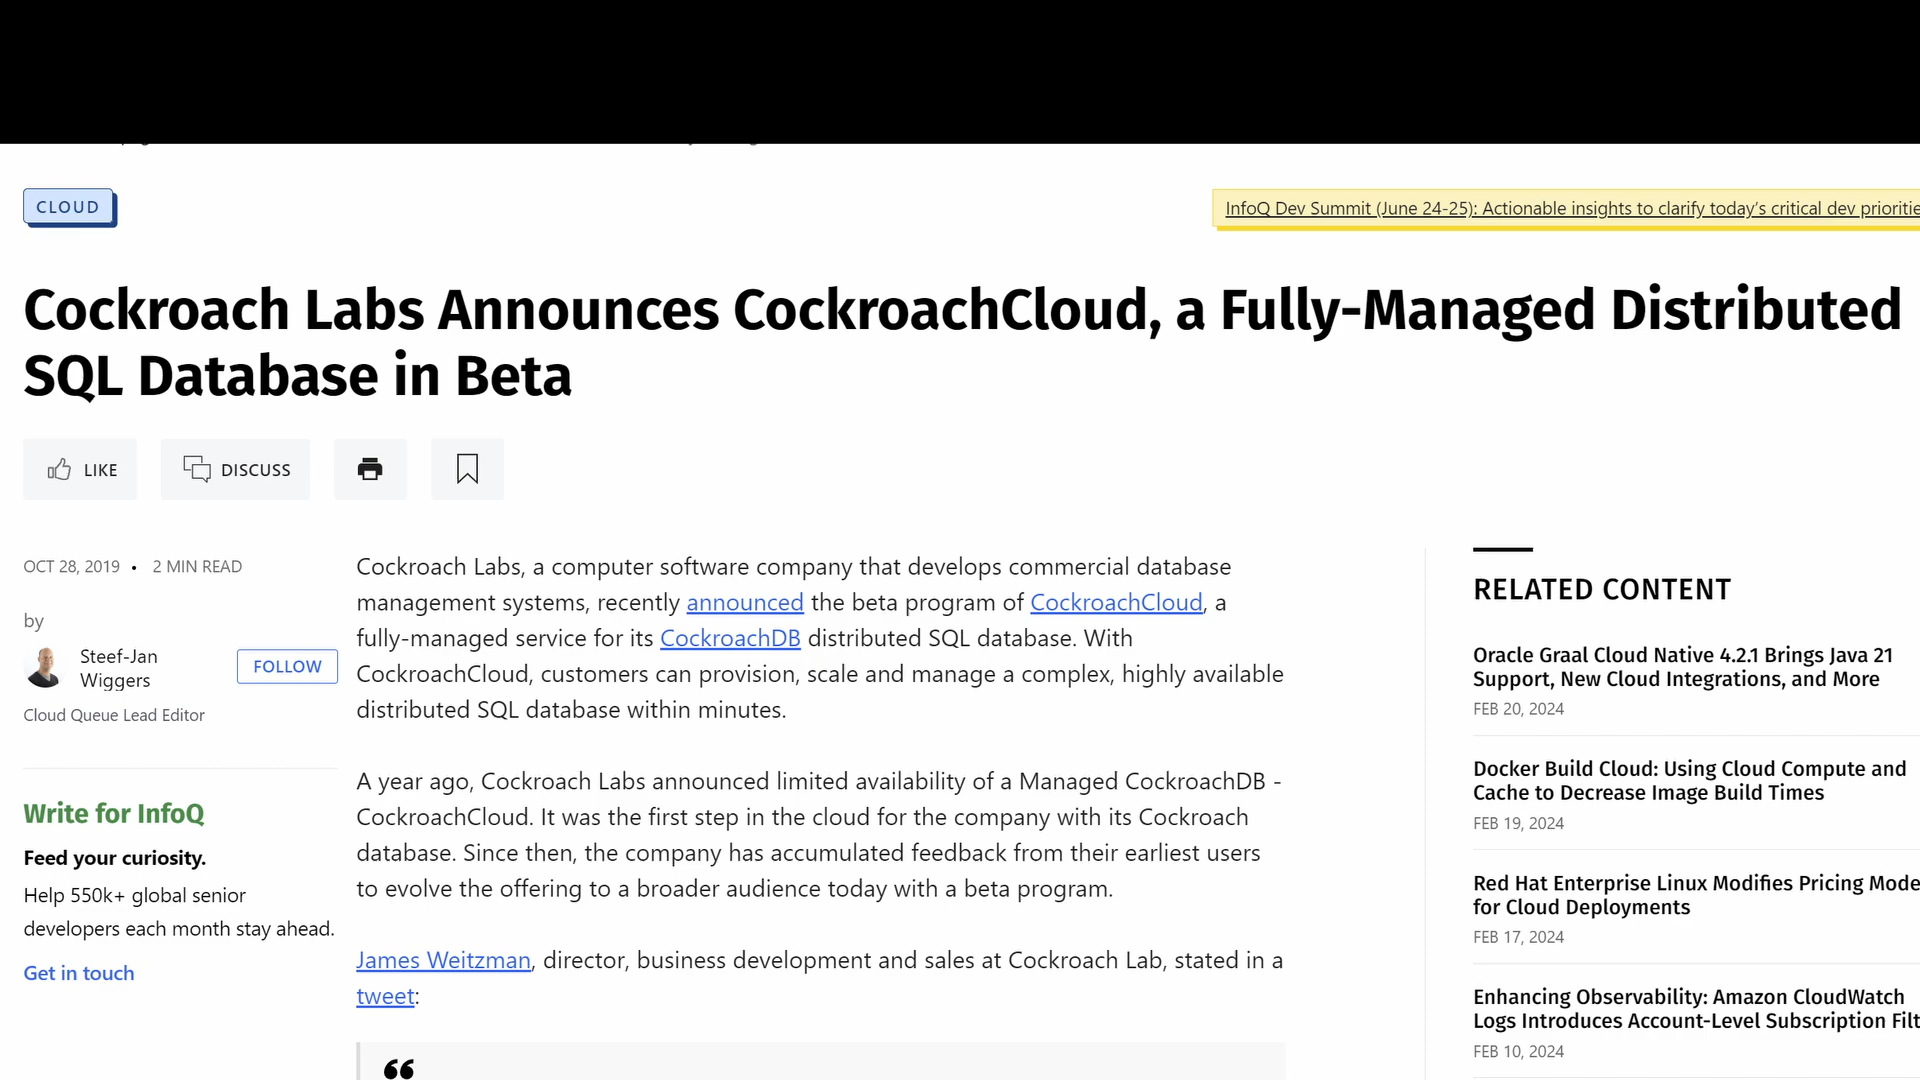 CLOUD
InfoQ Dev Summit (June 24-25): Actionable insights to clarify today's critical dev
Cockroach Labs Announces CockroachCloud, a Fully-Managed Distributed
SQL Database in Beta
LIKE
DISCUSS
OCT 28, 2019 • 2 MIN READ
by
Steef-Jan
Wiggers
FOLLOW
Cloud Queue Lead Editor
Write for InfoQ
Feed your curiosity.
Help 550k+ global senior
developers each month stay ahead.
Get in touch
Cockroach Labs, a computer software company that develops commercial database
management systems, recently announced the beta program of CockroachCloud, a
fully-managed service for its CockroachDB distributed SQL database. With
CockroachCloud, customers can provision, scale and manage a complex, highly available
distributed SQL database within minutes.
A year ago, Cockroach Labs announced limited availability of a Managed CockroachDB -
CockroachCloud. It was the first step in the cloud for the company with its Cockroach
database. Since then, the company has accumulated feedback from their earliest users
to evolve the offering to a broader audience today with a beta program.
James Weitzman, director, business development and sales at Cockroach Lab, stated in a
tweet:
“
RELATED CONTENT
Oracle Graal Cloud Native 4.2.1 Brings Java 21
Support, New Cloud Integrations, and More
FEB 20, 2024
Docker Build Cloud: Using Cloud Compute and
Cache to Decrease Image Build Times
FEB 19, 2024
Red Hat Enterprise Linux Modifies Pricing Mode
for Cloud Deployments
FEB 17, 2024
Enhancing Observability: Amazon CloudWatch
Logs Introduces Account-Level Subscription Filt
FEB 10, 2024